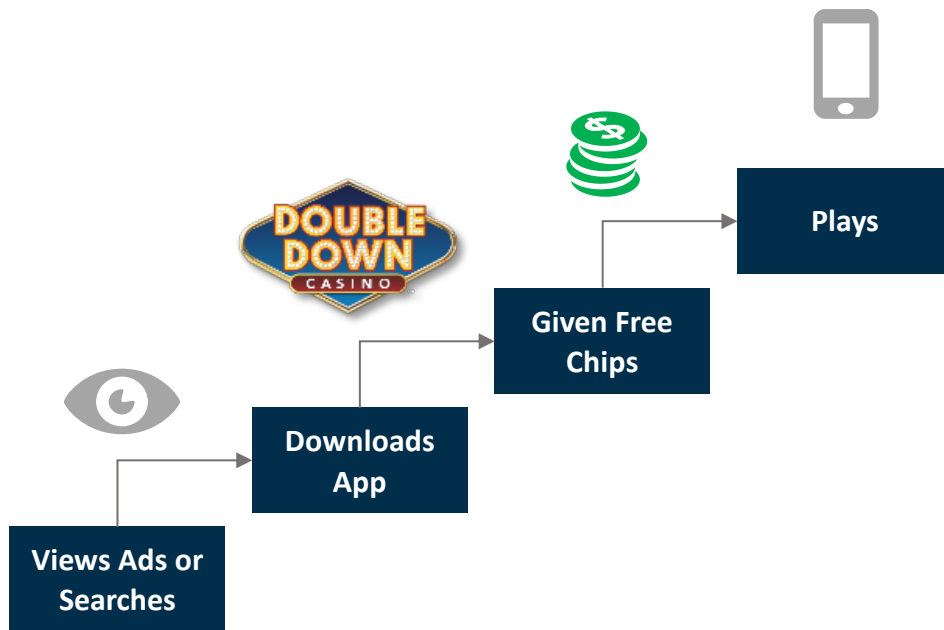 DOUBLE
DOWN
CASINO
Plays
Given Free
Chips
Downloads
App
Views Ads or
Searches